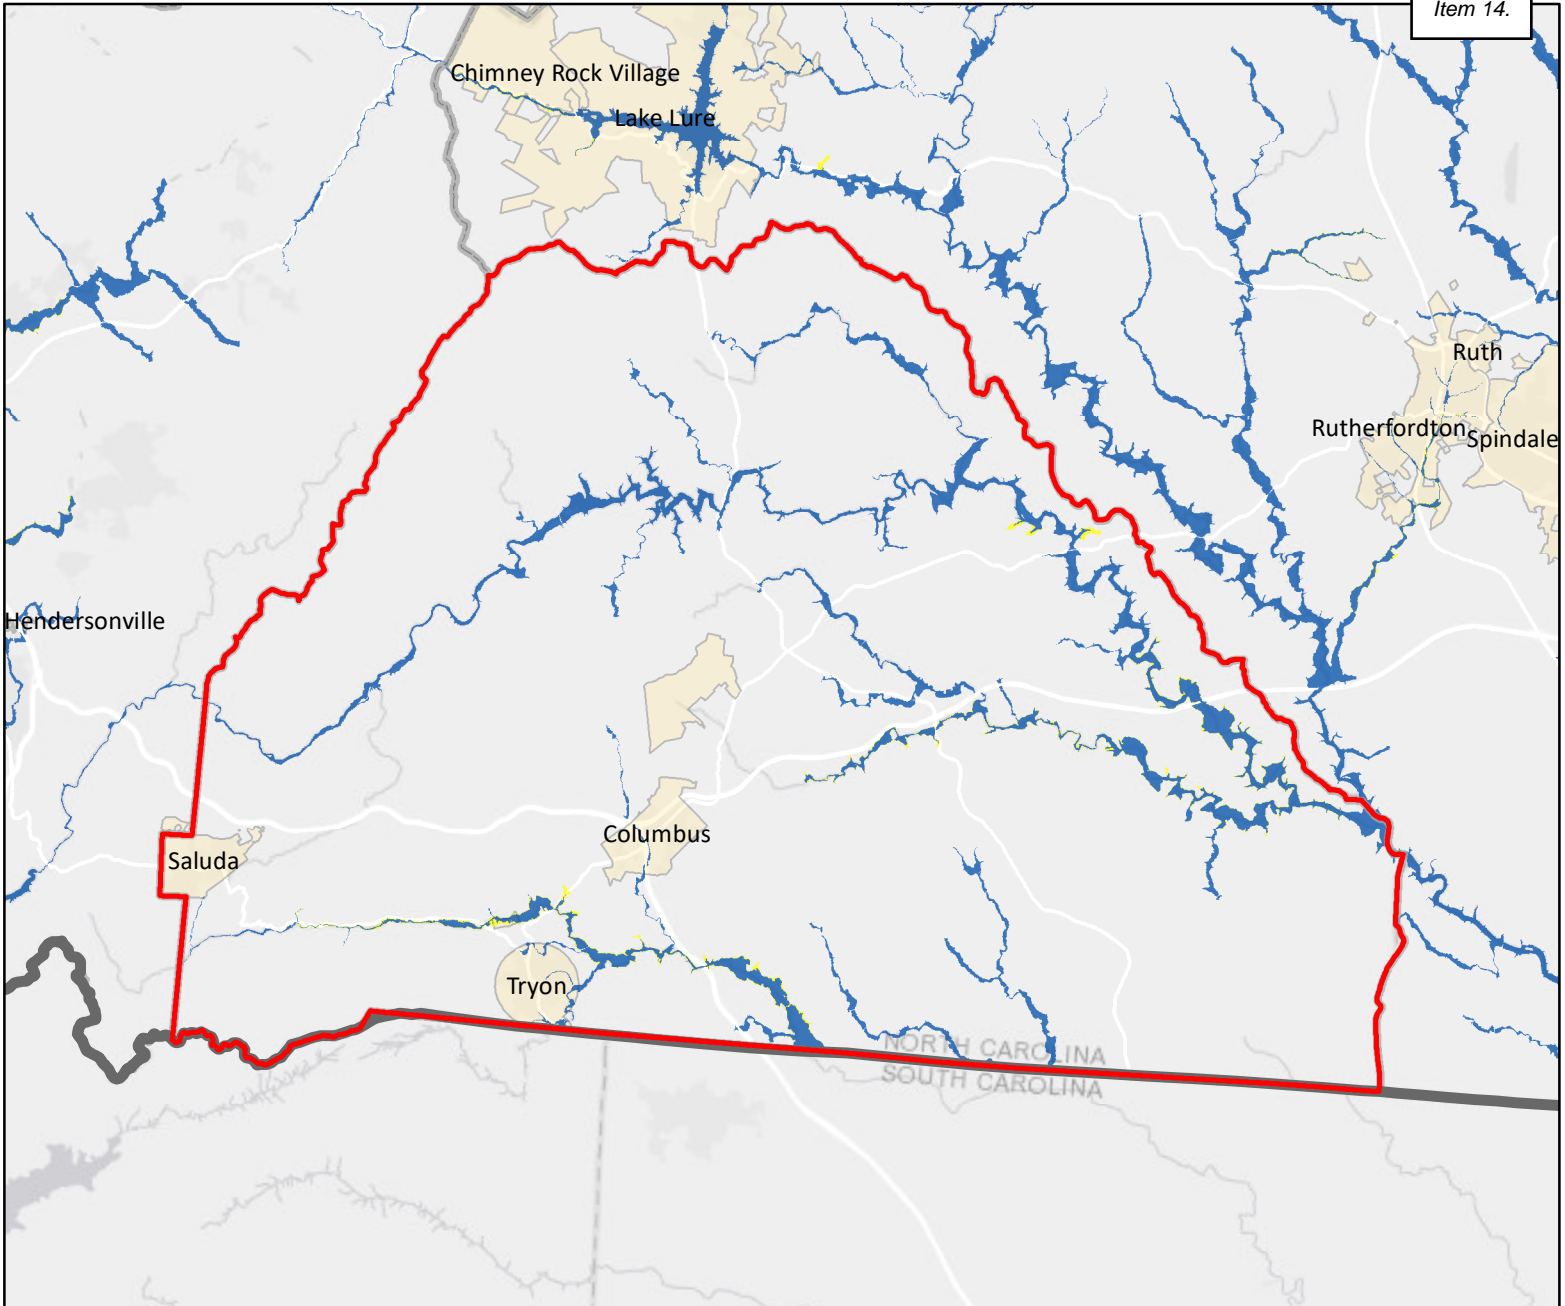 Item 14.
Chimney Rock Village
Lake Lure
Ruth
Rutherfordton
Spindale
Hendersonville
Columbus
Saluda
Tryon
NORTH CAROLINA
SOUTH CAROLINA